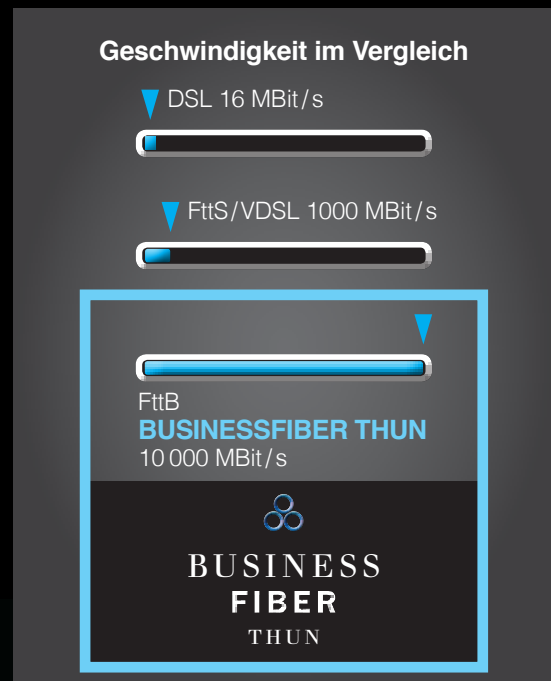 Geschwindigkeit im Vergleich
DSL 16 MBit/s
FttS/VDSL 1000 MBit/s
FttB
BUSINESSFIBER THUN
10 000 MBit/s
BUSINESS
FIBER
THUN